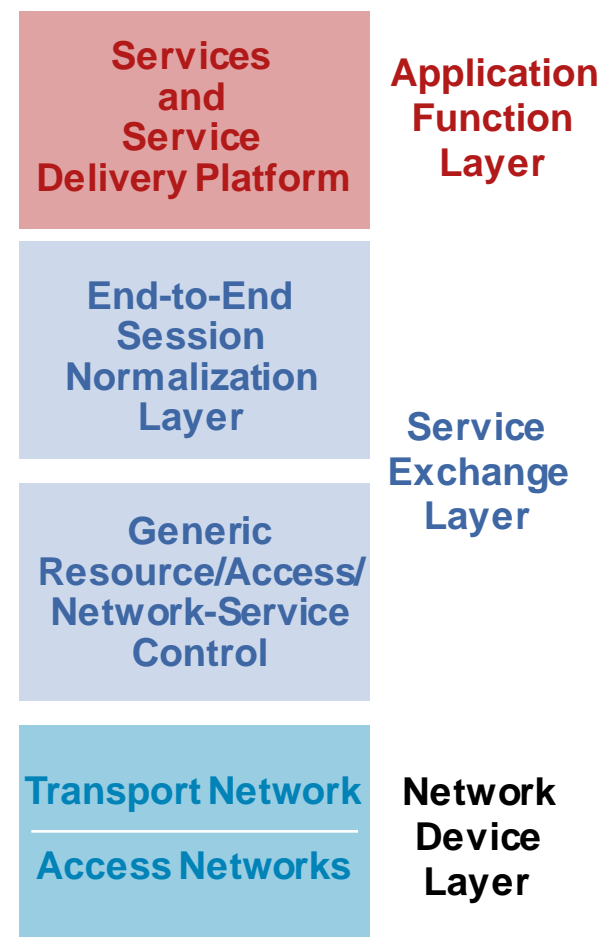 Services
and
Service
Delivery Platform
Application
Function
Layer
End-to-End
Session
Normalization
Layer
Generic
Resource/Access/
Network-Service
Control
Service
Exchange
Layer
Transport Network
Access Networks
Network
Device
Layer